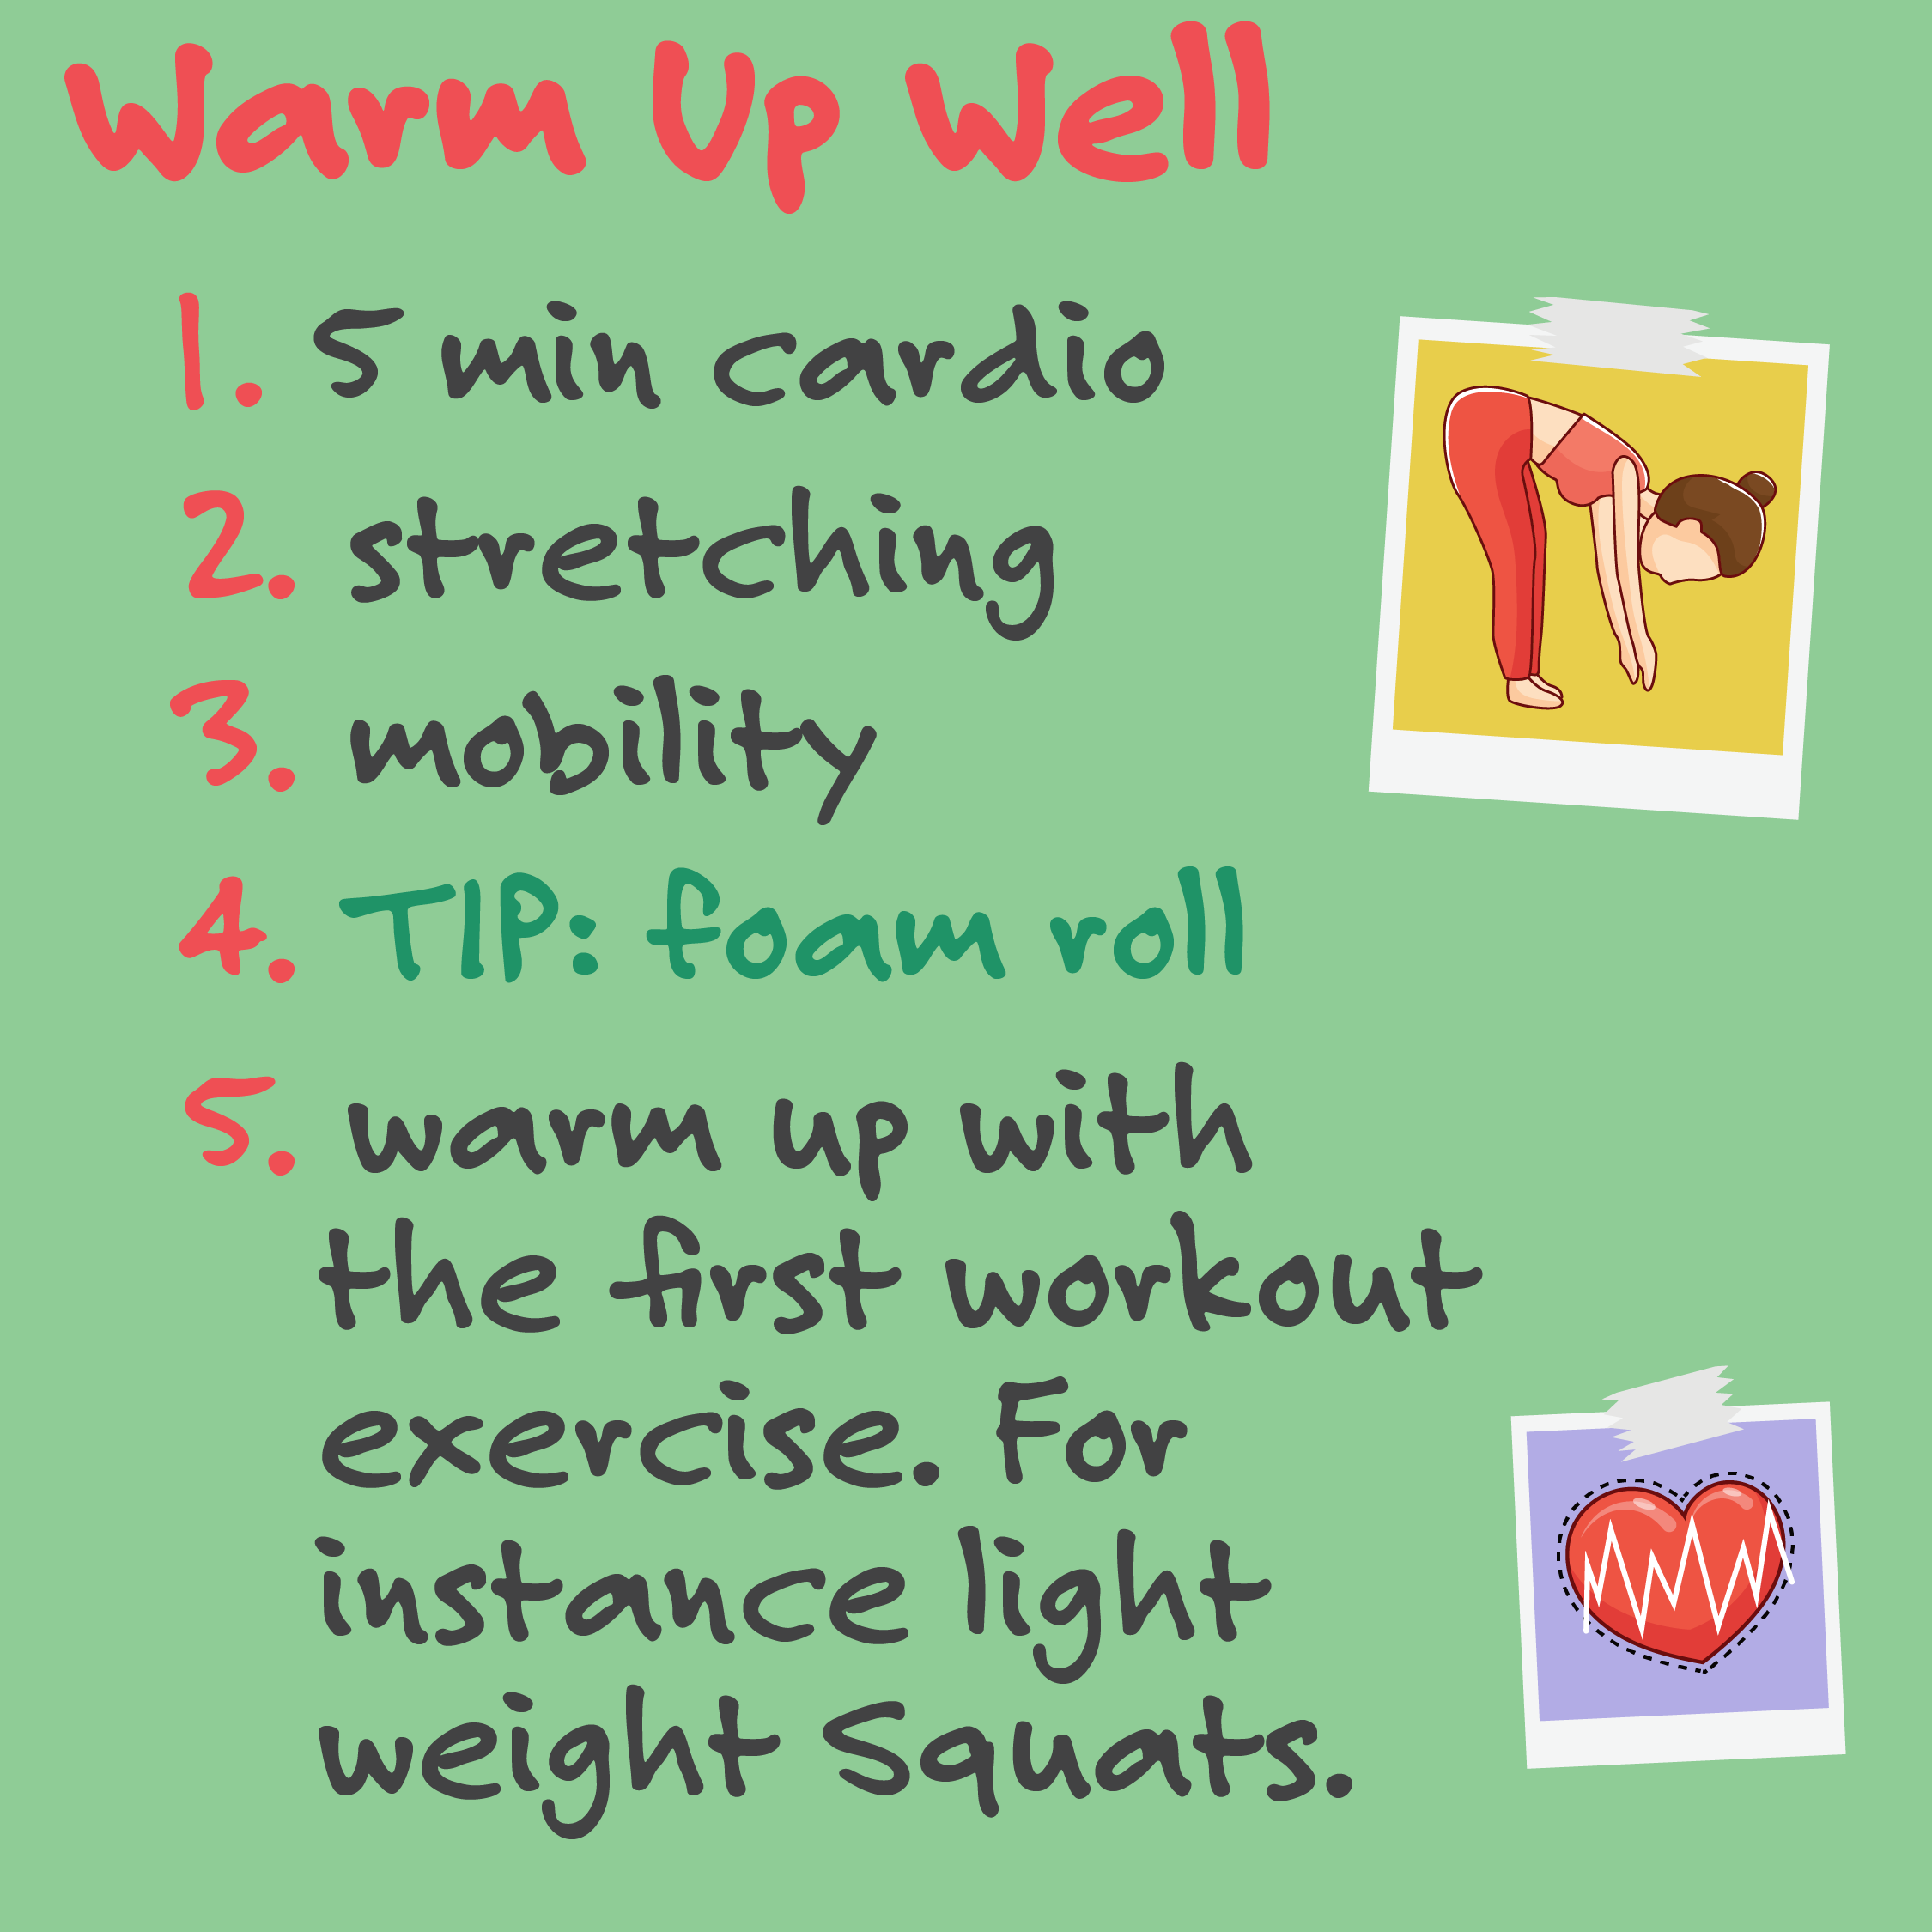 Warm Up Well
1. 5 min cardio
2. stretching
3. mobility
4. TIP: foam roll
5. warm up with
the first workout
exercise. For
instance light
weight Squats.